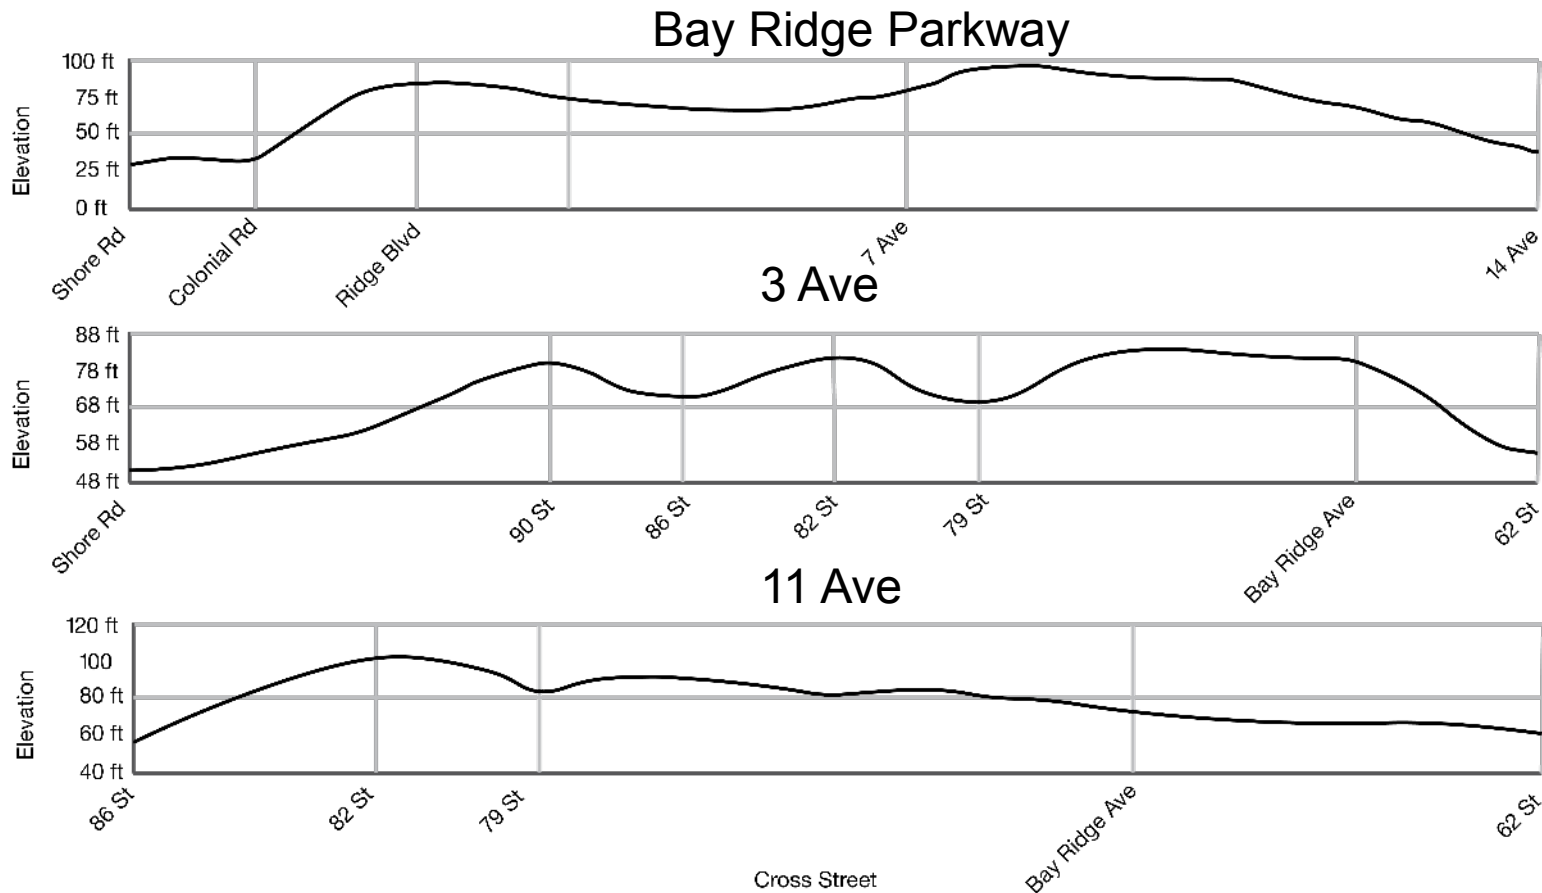 Bay Ridge Parkway
Elevation
100 ft
75 ft
50 ft
25 ft
0 ft
Shore Rd
Colonial Rd
Ridge Blvd
7 Ave
14 Ave
3 Ave
Elevation
88 ft
78 ft
68 ft
58 ft
48 ft
Shore Rd
90 St
86 St
82 St
79 St
Bay Ridge Ave
62 St
11 Ave
Elevation
120 ft
100
80 ft
60 ft
40 ft
86 St
82 St
79 St
Bay Ridge Ave
62 St
Cross Street